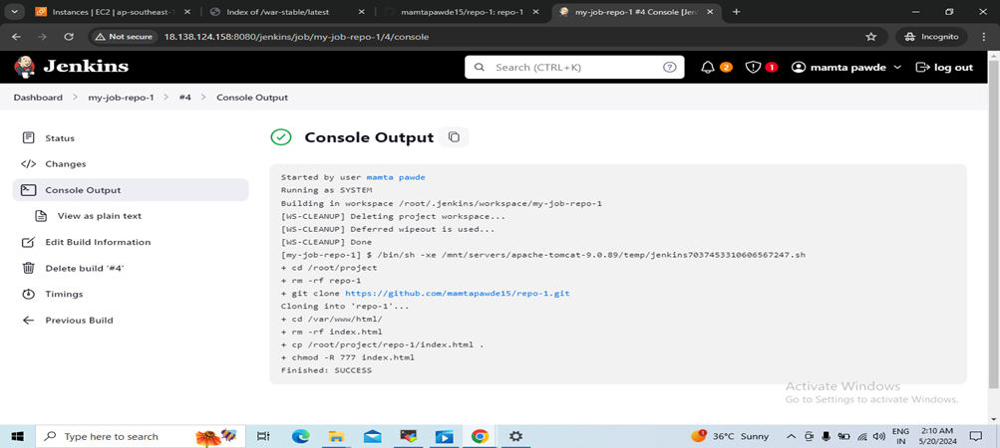 Instances | EC2 | ap-southeast-1
Index of /war-stable/latest
mamtapawde15/repo-1: repo-1
my-job-repo-1 #4 Console [Jen
Not secure
18.138.124.158:8080/jenkins/job/my-job-repo-1/4/console
Incognito
Jenkins
Search (CTRL+K)
2
1
mamta pawde
log out
Dashboard > my-job-repo-1 > #4 > Console Output
Status
Changes
Console Output
View as plain text
Edit Build Information
Delete build '#4'
Timings
Previous Build
Console Output
Started by user mamta pawde
Running as SYSTEM
Building in workspace /root/.jenkins/workspace/my-job-repo-1
[WS-CLEANUP] Deleting project workspace...
[WS-CLEANUP] Deferred wipeout is used...
[WS-CLEANUP] Done
[my-job-repo-1] $ /bin/sh -xe /mnt/servers/apache-tomcat-9.0.89/temp/jenkins7037453310606567247.sh
+ cd /root/project
+ rm -rf repo-1
+ git clone https://github.com/mamtapawde15/repo-1.git
Cloning into 'repo-1'...
+ cd /var/www/html/
+ rm -rf index.html
+ cp /root/project/repo-1/index.html .
+ chmod -R 777 index.html
Finished: SUCCESS
Activate Windows
Go to Settings to activate Windows.
Type here to search
1
36°C Sunny
ENG
IN
2:10 AM
5/20/2024